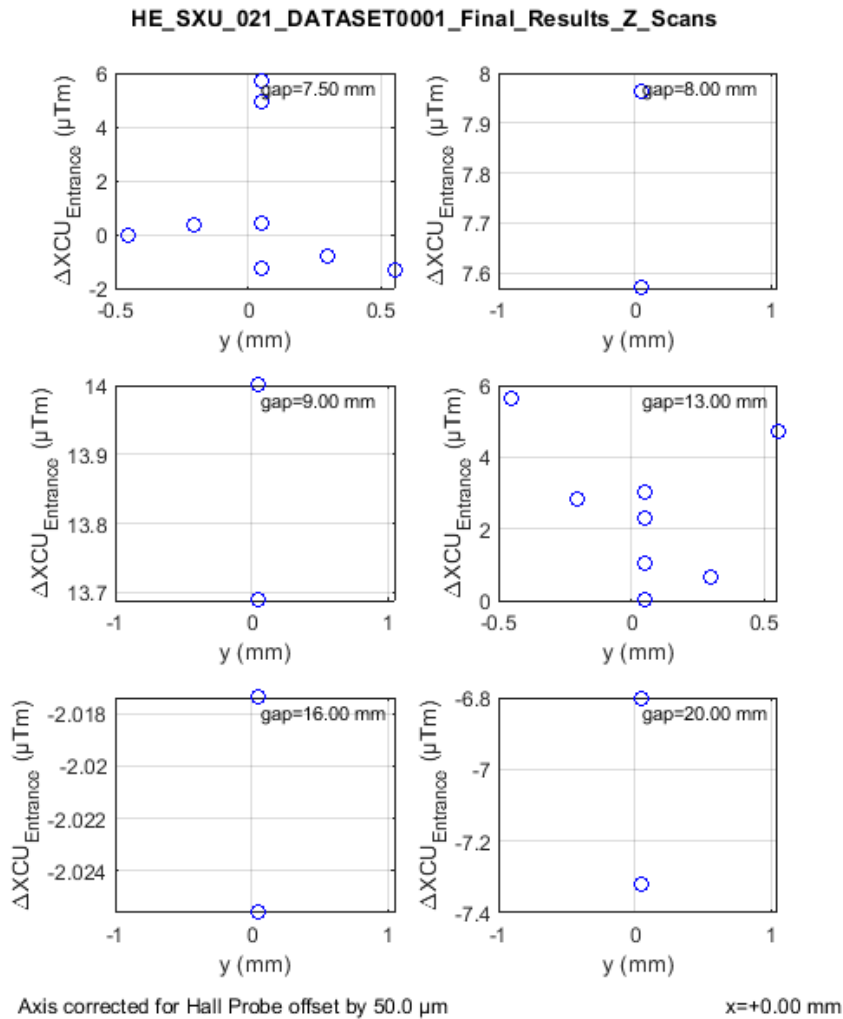 HE_SXU_021_DATASET0001_Final_Results_Z_Scans
6
4
2
0
-2
ΔXCU_Entrance (μTm)
gap=7.50 mm
-0.5
0
0.5
y (mm)
8
7.9
7.8
7.7
7.6
ΔXCU_Entrance (μTm)
gap=8.00 mm
-1
0
1
y (mm)
14
13.9
13.8
13.7
ΔXCU_Entrance (μTm)
gap=9.00 mm
-1
0
1
y (mm)
6
4
2
0
ΔXCU_Entrance (μTm)
gap=13.00 mm
-0.5
0
0.5
y (mm)
-2.018
-2.02
-2.022
-2.024
ΔXCU_Entrance (μTm)
gap=16.00 mm
-1
0
1
y (mm)
-6.8
-7
-7.2
-7.4
ΔXCU_Entrance (μTm)
gap=20.00 mm
-1
0
1
y (mm)
Axis corrected for Hall Probe offset by 50.0 μm
x=+0.00 mm